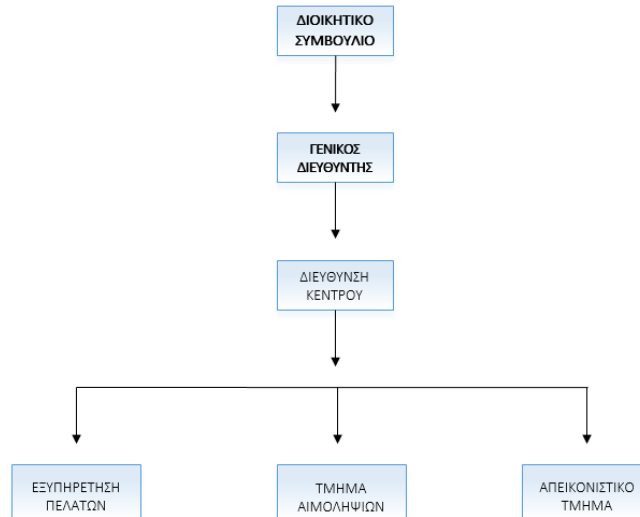 ΔΙΟΙΚΗΤΙΚΟ
ΣΥΜΒΟΥΛΙΟ
ΓΕΝΙΚΟΣ
ΔΙΕΥΘΥΝΤΗΣ
ΔΙΕΥΘΥΝΣΗ
ΚΕΝΤΡΟΥ
ΕΞΥΠΗΡΕΤΗΣΗ
ΠΕΛΑΤΩΝ
ΤΜΗΜΑ
ΑΙΜΟΛΗΨΙΩΝ
ΑΠΕΙΚΟΝΙΣΤΙΚΟ
ΤΜΗΜΑ